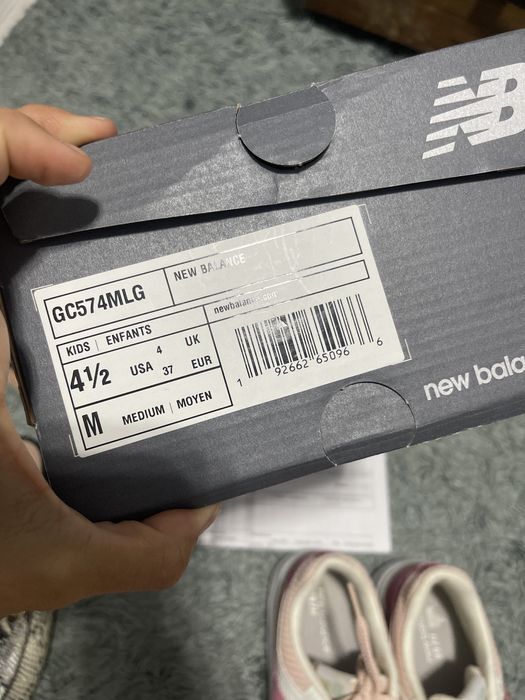 NB
GC574MLG
NEW BALANCE
newbalance.com
KIDS | ENFANTS
4½ USA
4 UK
37 EUR
M MEDIUM | MOYEN
1 92662 65096 6
new bala